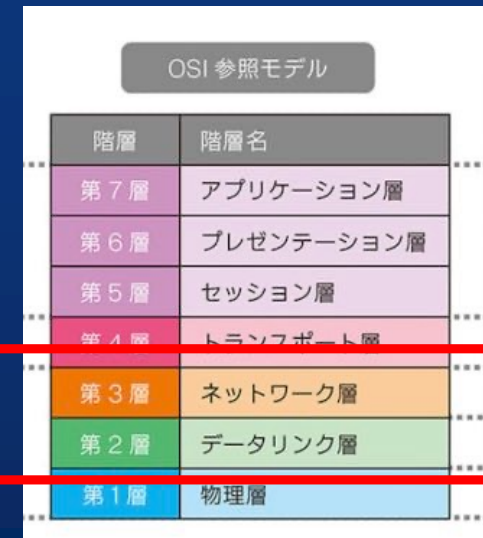 OSI 参照モデル
階層 階層名
第7層 アプリケーション層
第6層 プレゼンテーション層
第5層 セッション層
第4層 トランスポート層
第3層 ネットワーク層
第2層 データリンク層
第1層 物理層